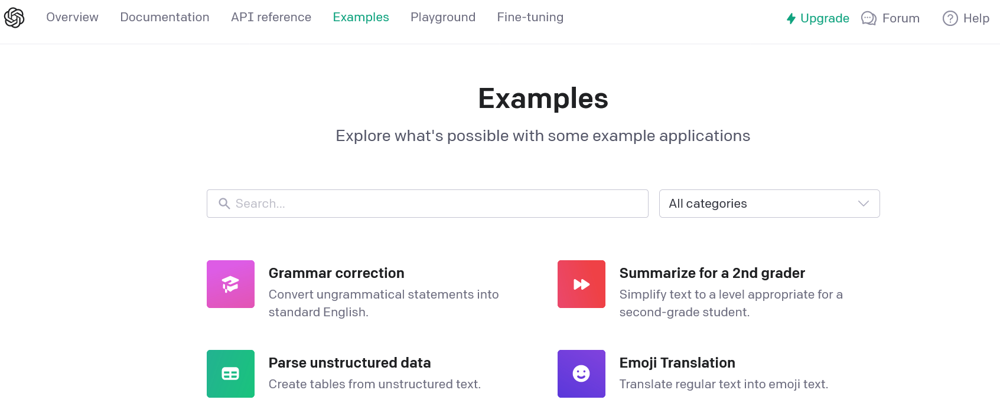 Overview Documentation API reference Examples Playground Fine-tuning Upgrade Forum Help
Examples
Explore what's possible with some example applications
Search...
All categories
Grammar correction
Convert ungrammatical statements into
standard English.
Summarize for a 2nd grader
Simplify text to a level appropriate for a
second-grade student.
Parse unstructured data
Create tables from unstructured text.
Emoji Translation
Translate regular text into emoji text.